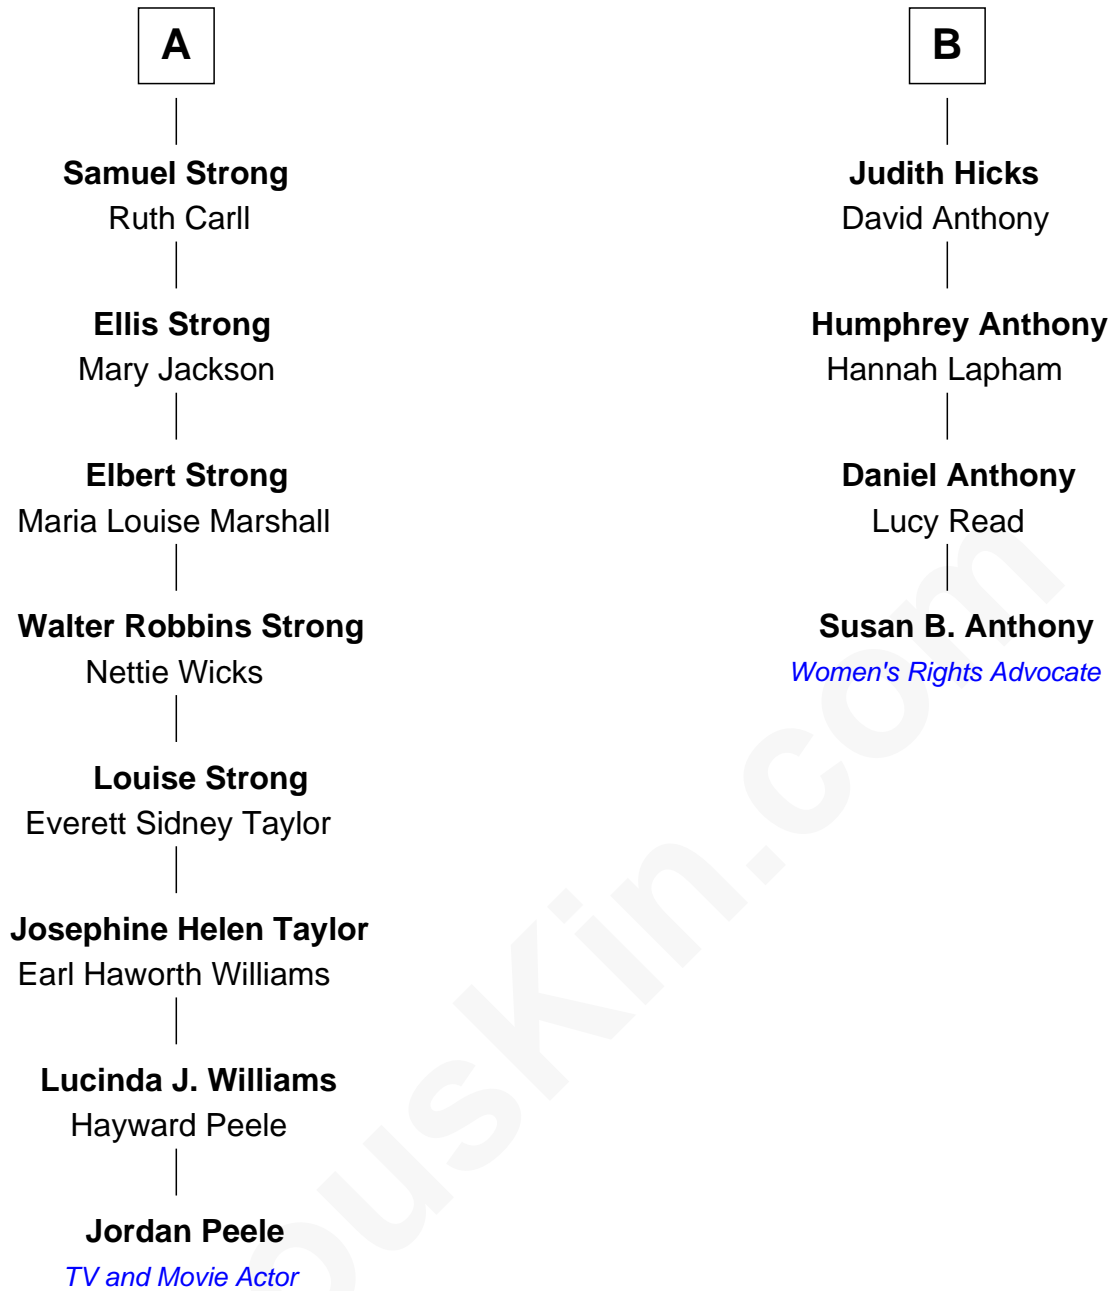 A
Samuel Strong
Ruth Carll
Ellis Strong
Mary Jackson
Elbert Strong
Maria Louise Marshall
Walter Robbins Strong
Nettie Wicks
Louise Strong
Everett Sidney Taylor
Josephine Helen Taylor
Earl Haworth Williams
Lucinda J. Williams
Hayward Peele
Jordan Peele
TV and Movie Actor
B
Judith Hicks
David Anthony
Humphrey Anthony
Hannah Lapham
Daniel Anthony
Lucy Read
Susan B. Anthony
Women's Rights Advocate
ousKin.com